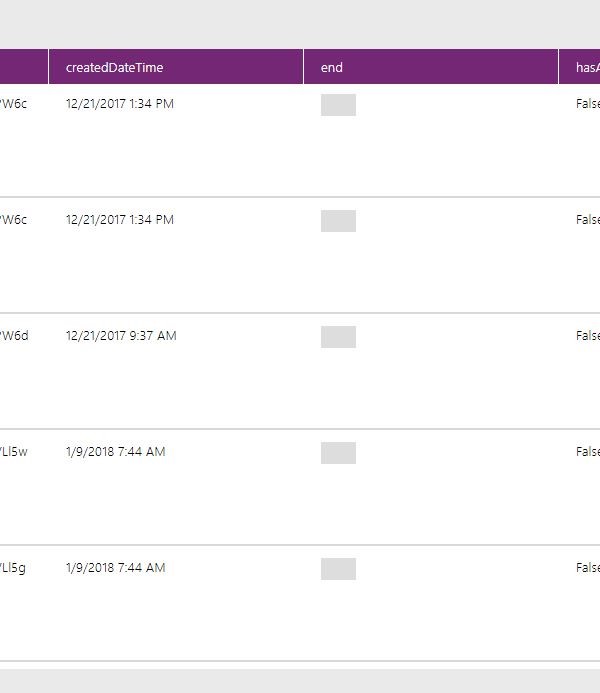 createdDateTime end hasA
W6c 12/21/2017 1:34 PM False
W6c 12/21/2017 1:34 PM False
W6d 12/21/2017 9:37 AM False
Ll5w 1/9/2018 7:44 AM False
Ll5g 1/9/2018 7:44 AM False